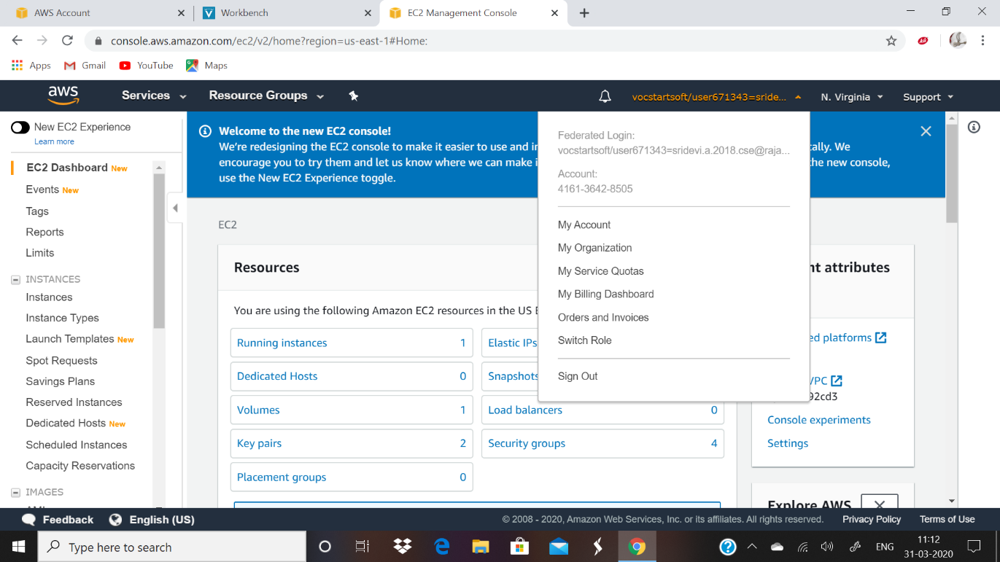 AWS Account
Workbench
EC2 Management Console
console.aws.amazon.com/ec2/v2/home?region=us-east-1#Home:
Apps
Gmail
YouTube
Maps
aws
Services
Resource Groups
vocstartsoft/user671343=sride...
N. Virginia
Support
New EC2 Experience
Learn more
EC2 Dashboard New
Events New
Tags
Reports
Limits
INSTANCES
Instances
Instance Types
Launch Templates New
Spot Requests
Savings Plans
Reserved Instances
Dedicated Hosts New
Scheduled Instances
Capacity Reservations
IMAGES
Welcome to the new EC2 console!
We're redesigning the EC2 console to make it easier to use and
ally. We
encourage you to try them and let us know where we can make
the new console,
use the New EC2 Experience toggle.
Federated Login:
vocstartsoft/user671343=sridevi.a.2018.cse@raja...
Account:
4161-3642-8505
My Account
My Organization
My Service Quotas
My Billing Dashboard
Orders and Invoices
Switch Role
Sign Out
EC2
Resources
You are using the following Amazon EC2 resources in the US
Running instances 1
Elastic IPs
Dedicated Hosts 0
Snapshots
Volumes 1
Load balancers 0
Key pairs 2
Security groups 4
Placement groups 0
nt attributes
ed platforms
VPC
92cd3
Console experiments
Settings
Explore AWS
Feedback
English (US)
© 2008 - 2020, Amazon Web Services, Inc. or its affiliates. All rights reserved.
Privacy Policy
Terms of Use
Type here to search
ENG
11:12
31-03-2020